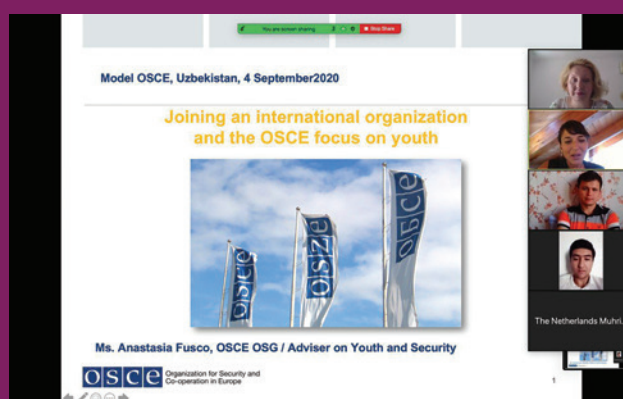 You are screen sharing
Stop Share
Model OSCE, Uzbekistan, 4 September2020
Joining an international organization
and the OSCE focus on youth
osce
osze
обсе
The Netherlands Muhri...
Ms. Anastasia Fusco, OSCE OSG / Adviser on Youth and Security
osce
Organization for Security and
Co-operation in Europe
1